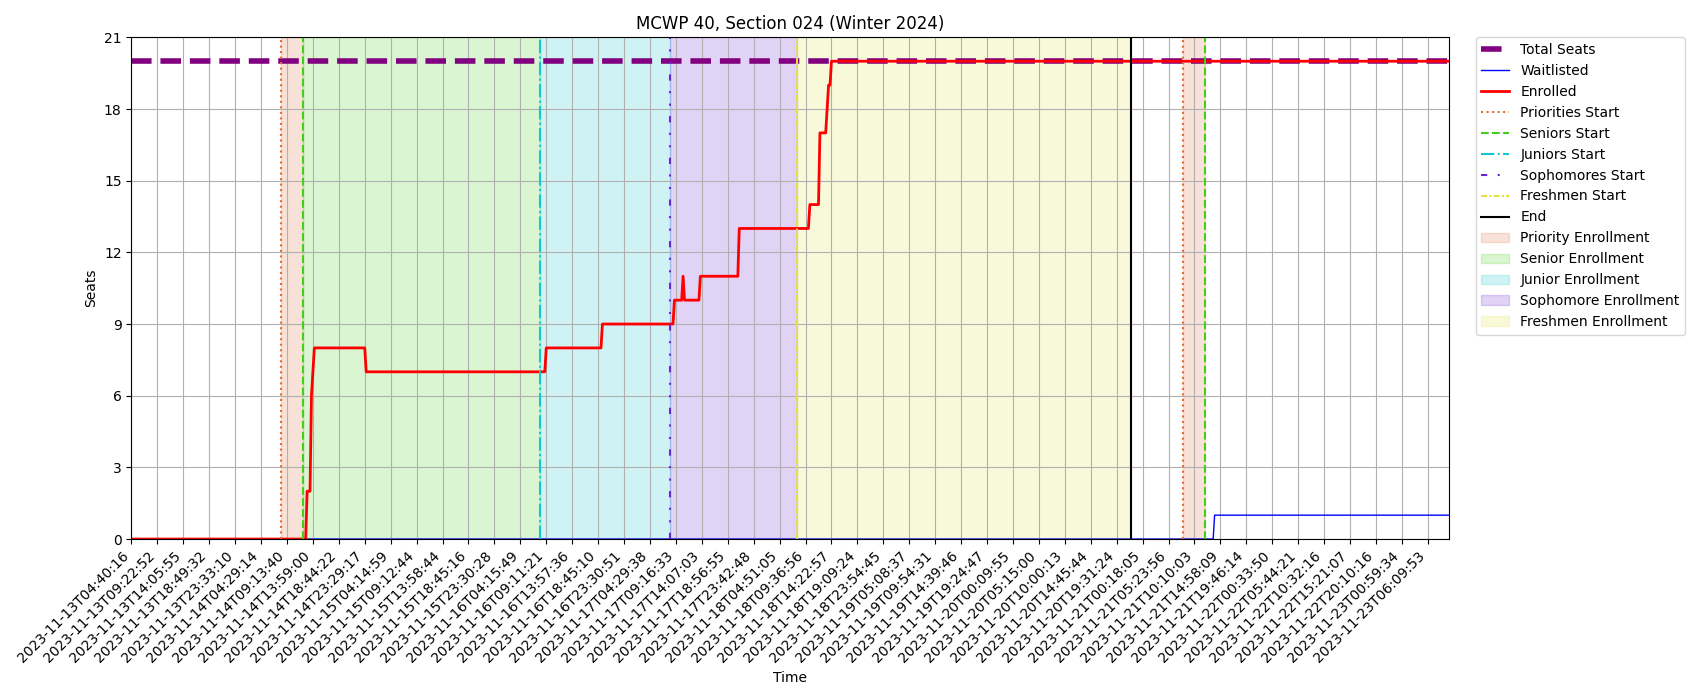 MCWP 40, Section 024 (Winter 2024)
21
18
15
12
9
6
3
0
Seats
2023-11-13T04:40:16
2023-11-13T09:22:52
2023-11-13T14:05:55
2023-11-13T18:49:32
2023-11-13T23:33:10
2023-11-14T04:29:14
2023-11-14T09:13:40
2023-11-14T13:59:00
2023-11-14T18:44:22
2023-11-14T23:29:17
2023-11-15T04:14:59
2023-11-15T09:12:44
2023-11-15T13:58:44
2023-11-15T18:45:16
2023-11-15T23:30:28
2023-11-16T04:15:49
2023-11-16T09:11:21
2023-11-16T13:57:36
2023-11-16T18:45:10
2023-11-16T23:30:51
2023-11-17T04:29:38
2023-11-17T09:16:33
2023-11-17T14:07:03
2023-11-17T18:56:55
2023-11-17T23:42:48
2023-11-18T04:51:05
2023-11-18T09:36:56
2023-11-18T14:22:57
2023-11-18T19:09:24
2023-11-18T23:54:45
2023-11-19T05:08:37
2023-11-19T09:54:31
2023-11-19T14:39:46
2023-11-19T19:24:47
2023-11-20T00:09:55
2023-11-20T05:15:00
2023-11-20T10:00:13
2023-11-20T14:45:44
2023-11-20T19:31:24
2023-11-21T00:18:05
2023-11-21T05:23:56
2023-11-21T10:10:03
2023-11-21T14:58:09
2023-11-21T19:46:14
2023-11-22T00:33:50
2023-11-22T05:44:21
2023-11-22T10:32:16
2023-11-22T15:21:07
2023-11-22T20:10:16
2023-11-23T00:59:34
2023-11-23T06:09:53
Time
Total Seats
Waitlisted
Enrolled
Priorities Start
Seniors Start
Juniors Start
Sophomores Start
Freshmen Start
End
Priority Enrollment
Senior Enrollment
Junior Enrollment
Sophomore Enrollment
Freshmen Enrollment